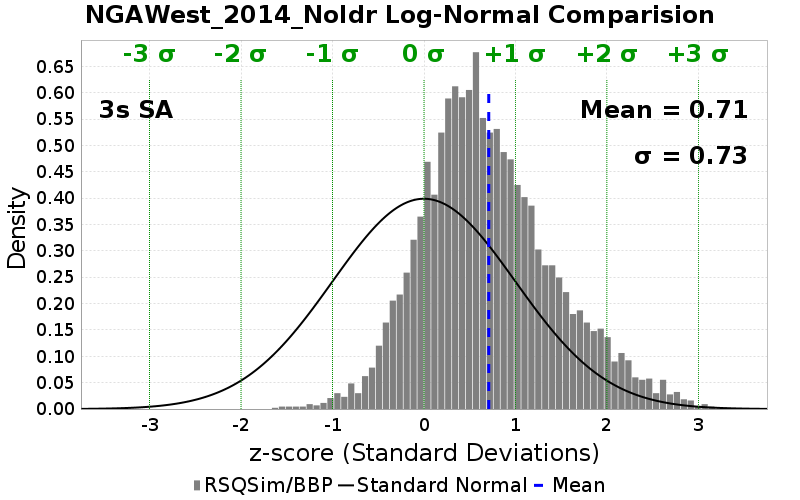 NGAWest_2014_NoIdr Log-Normal Comparision
-3 σ -2 σ -1 σ 0 σ +1 σ +2 σ +3 σ
3s SA
Mean = 0.71
σ = 0.73
Density
0.65
0.60
0.55
0.50
0.45
0.40
0.35
0.30
0.25
0.20
0.15
0.10
0.05
0.00
-3 -2 -1 0 1 2 3
z-score (Standard Deviations)
RSQSim/BBP Standard Normal Mean